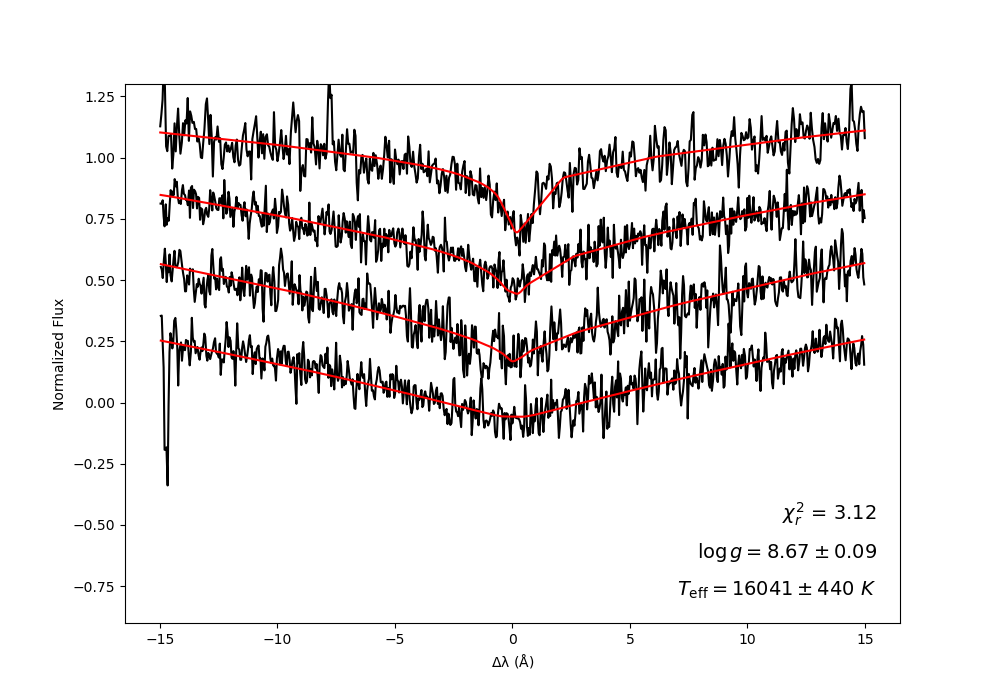 1.25
1.00
0.75
0.50
0.25
0.00
−0.25
−0.50
−0.75
Normalized Flux
χ²ᵣ = 3.12
log g = 8.67 ± 0.09
T_eff = 16041 ± 440 K
−15 −10 −5 0 5 10 15
Δλ (Å)